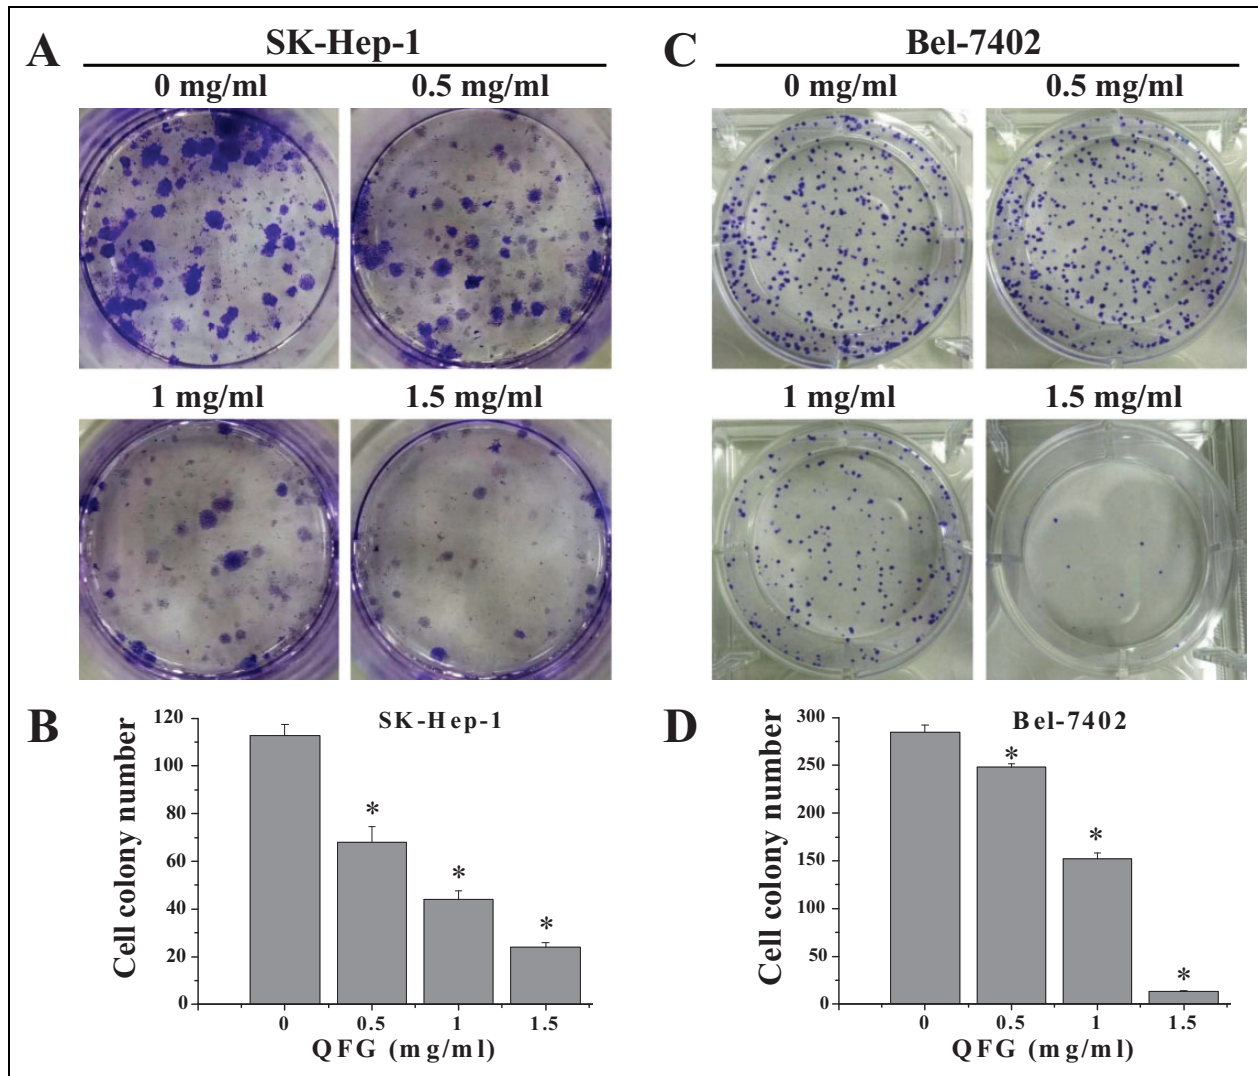 A
SK-Hep-1
0 mg/ml
0.5 mg/ml
1 mg/ml
1.5 mg/ml
C
Bel-7402
0 mg/ml
0.5 mg/ml
1 mg/ml
1.5 mg/ml
B
SK-Hep-1
Cell colony number
120
100
80
60
40
20
0
*
*
*
0
0.5
1
1.5
QFG (mg/ml)
D
Bel-7402
Cell colony number
300
250
200
150
100
50
0
*
*
*
0
0.5
1
1.5
QFG (mg/ml)